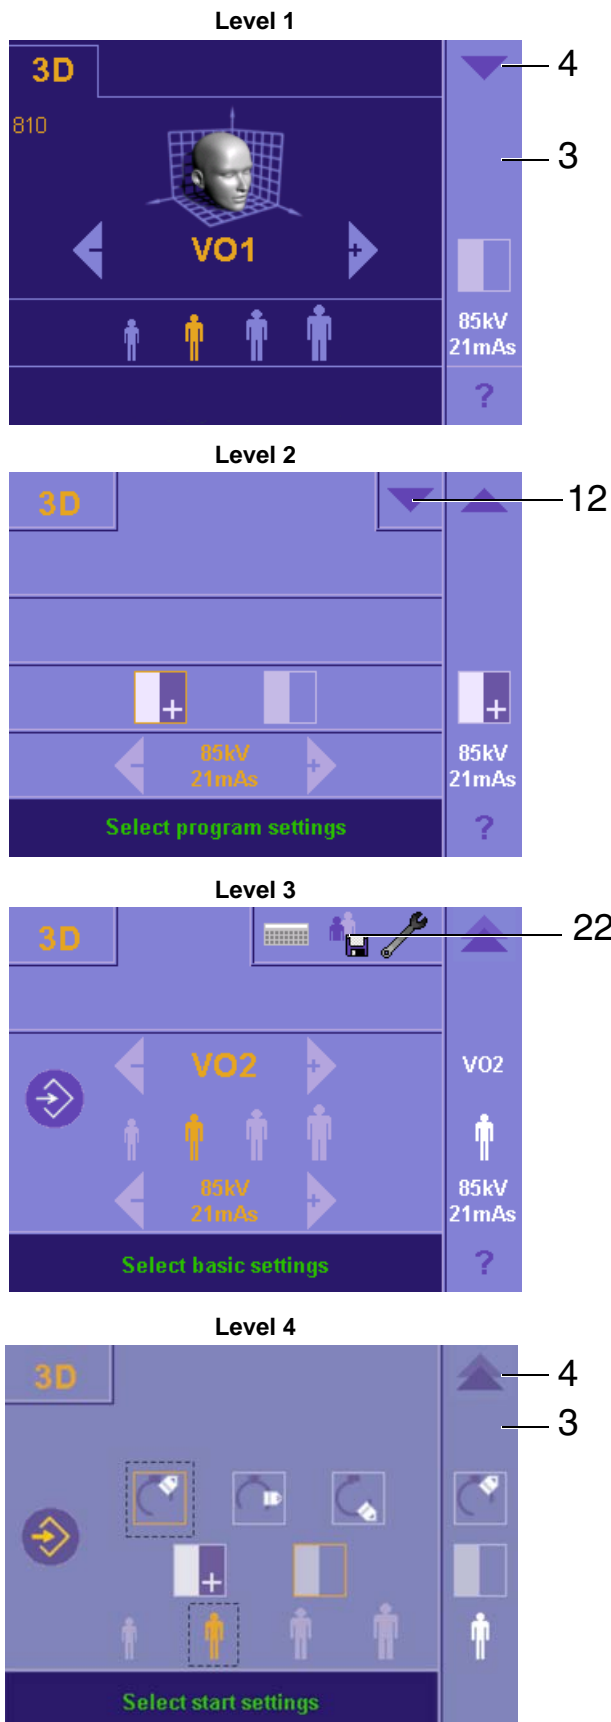 Level 1
3D
4
810
3
- VO1 +
85kV
21mAs
?
Level 2
3D
12
+ +
- 85kV + 85kV
21mAs 21mAs
Select program settings ?
Level 3
3D
22
- VO2 + VO2
- 85kV + 85kV
21mAs 21mAs
Select basic settings ?
Level 4
3D
4
3
+
Select start settings